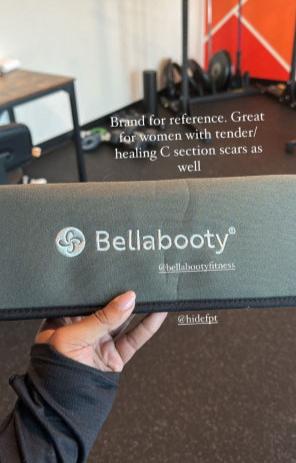 Brand for reference. Great
for women with tender/
healing C section scars as
well
Bellabooty®
@bellabootyfitness
@hidefpt